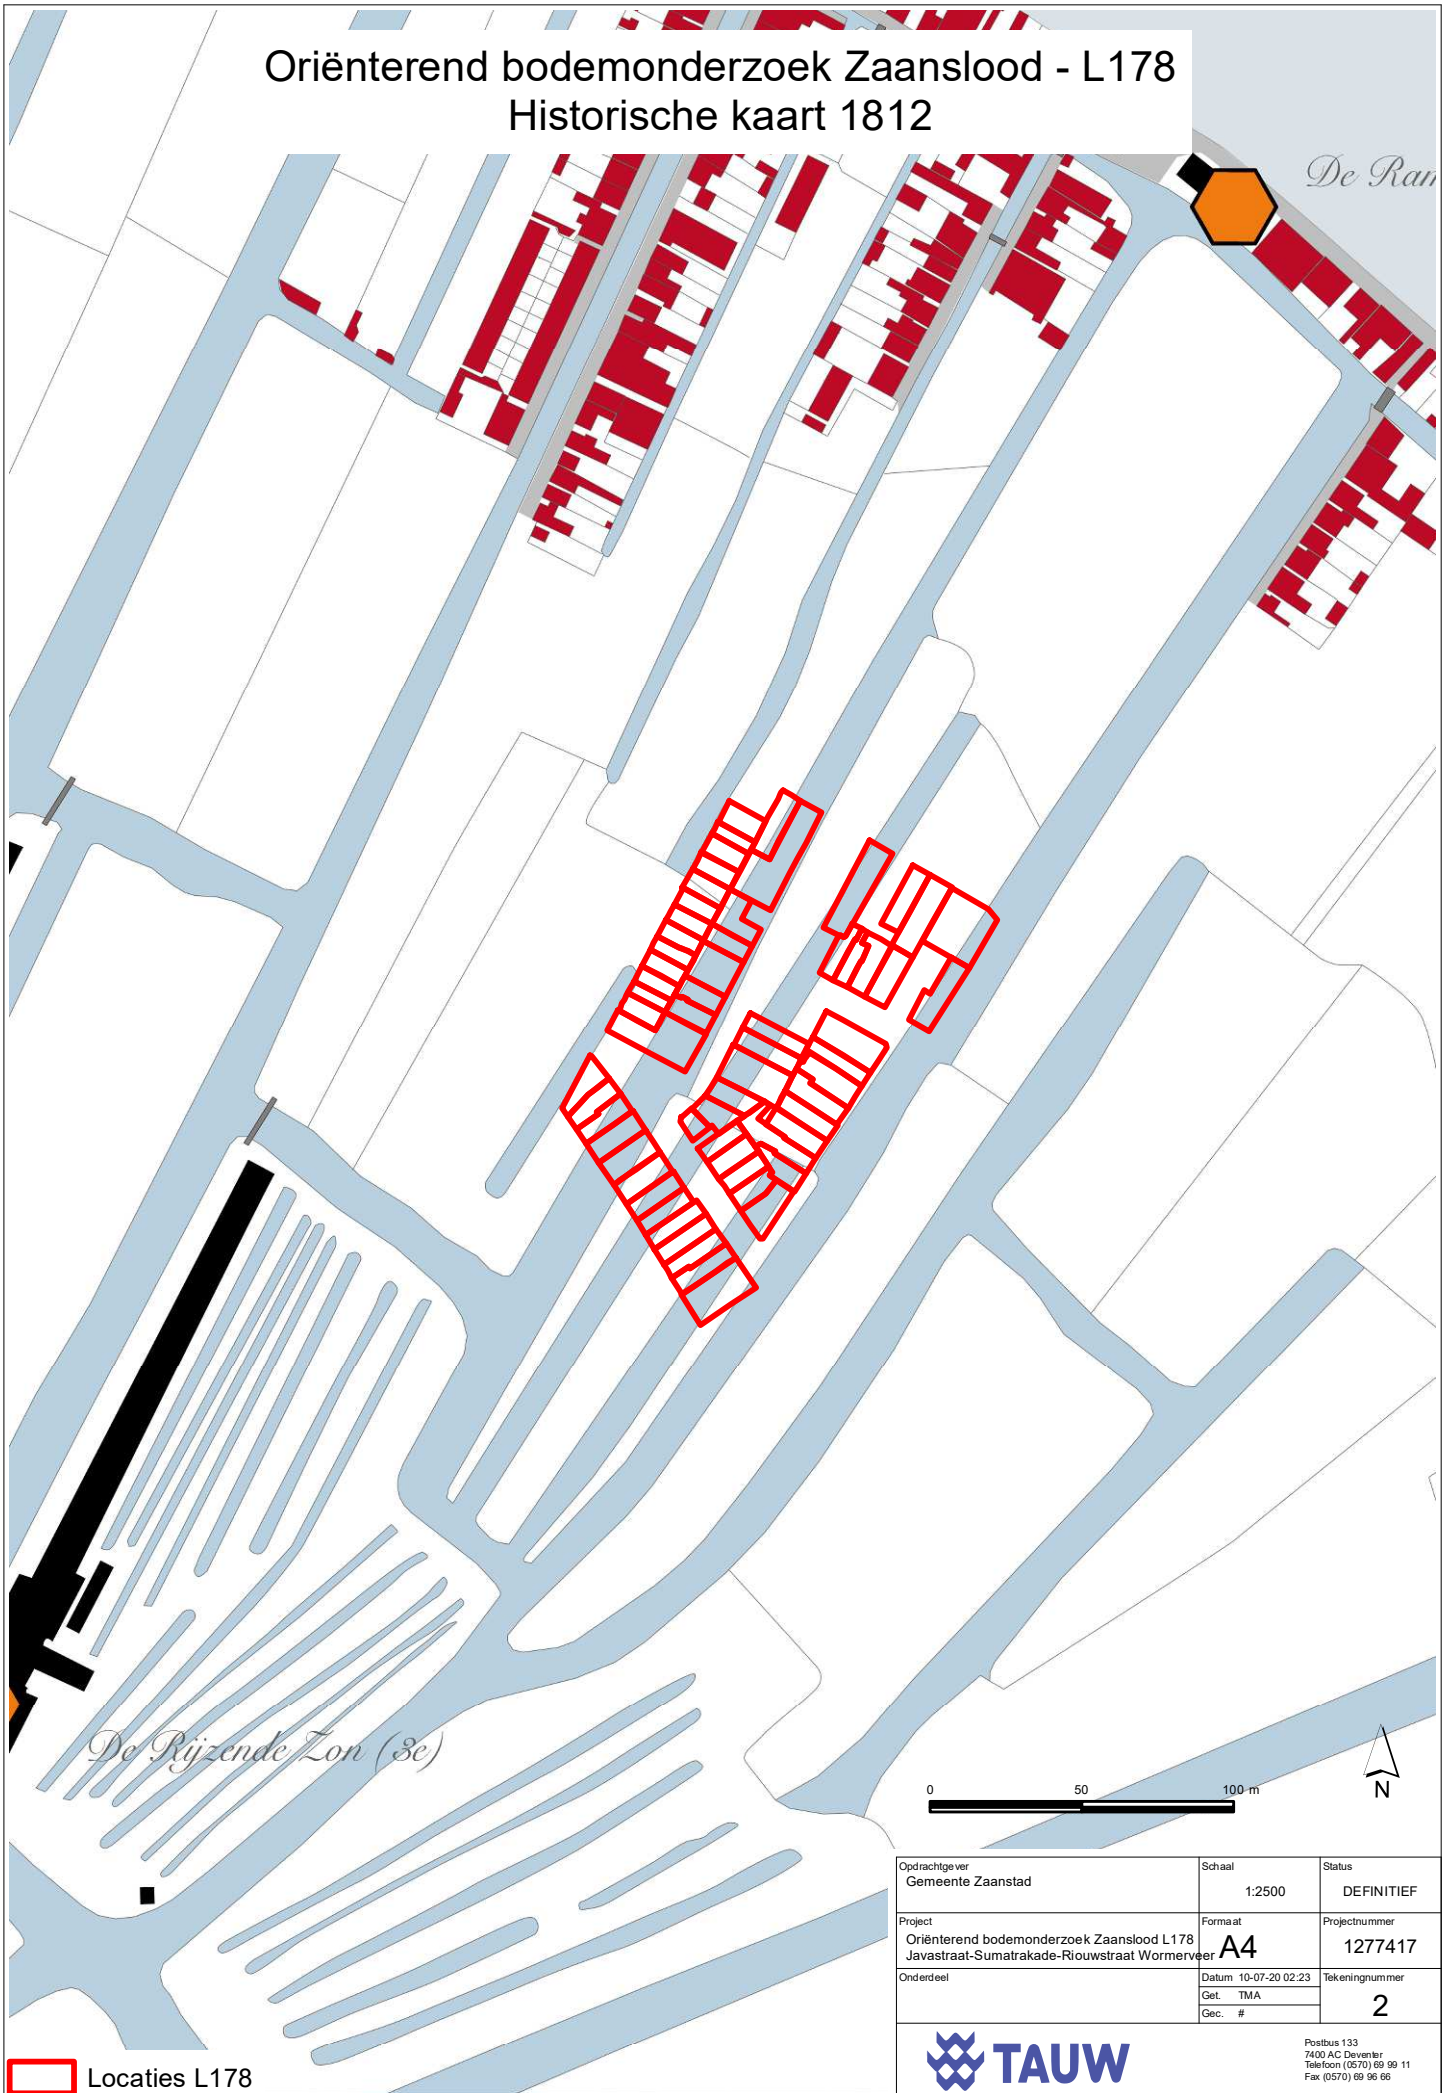 Oriënterend bodemonderzoek Zaanslood - L178
Historische kaart 1812
De Ram
De Rijzende Zon (3e)
0 50 100 m
N
Opdrachtgever
Gemeente Zaanstad
Schaal
1:2500
Status
DEFINITIEF
Project
Oriënterend bodemonderzoek Zaanslood L178
Javastraat-Sumatrakade-Riouwstraat Wormerveer
Formaat
A4
Projectnummer
1277417
Onderdeel
Datum 10-07-20 02:23
Get. TMA
Gec. #
Tekeningnummer
2
TAUW
Postbus 133
7400 AC Deventer
Telefoon (0570) 69 99 11
Fax (0570) 69 96 66
Locaties L178